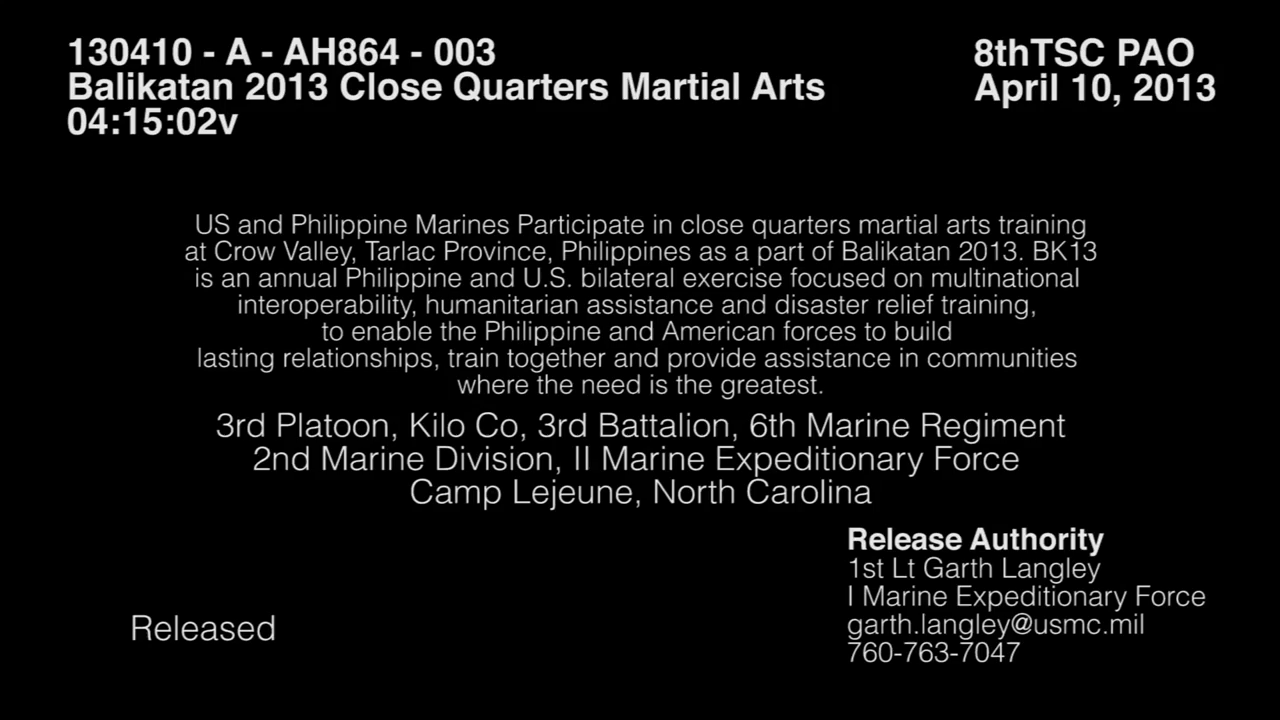 130410 - A - AH864 - 003
Balikatan 2013 Close Quarters Martial Arts
04:15:02v
8thTSC PAO
April 10, 2013
US and Philippine Marines Participate in close quarters martial arts training
at Crow Valley, Tarlac Province, Philippines as a part of Balikatan 2013. BK13
is an annual Philippine and U.S. bilateral exercise focused on multinational
interoperability, humanitarian assistance and disaster relief training,
to enable the Philippine and American forces to build
lasting relationships, train together and provide assistance in communities
where the need is the greatest.
3rd Platoon, Kilo Co, 3rd Battalion, 6th Marine Regiment
2nd Marine Division, II Marine Expeditionary Force
Camp Lejeune, North Carolina
Release Authority
1st Lt Garth Langley
I Marine Expeditionary Force
garth.langley@usmc.mil
760-763-7047
Released